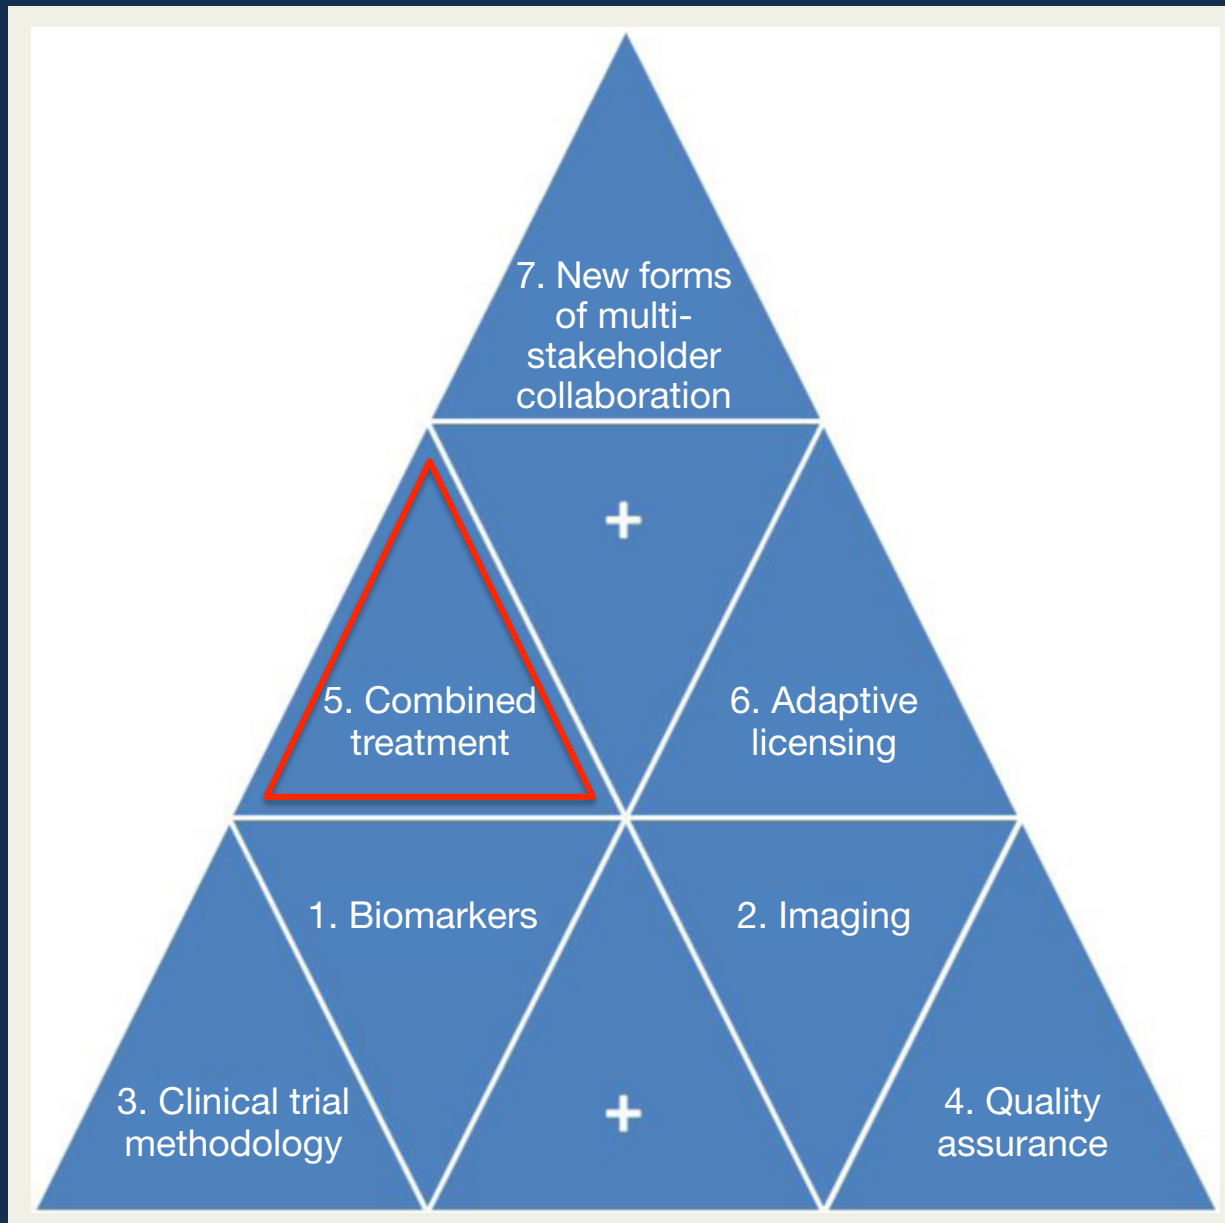 7. New forms
of multi-
stakeholder
collaboration
+
5. Combined
treatment
6. Adaptive
licensing
1. Biomarkers
2. Imaging
3. Clinical trial
methodology
+
4. Quality
assurance